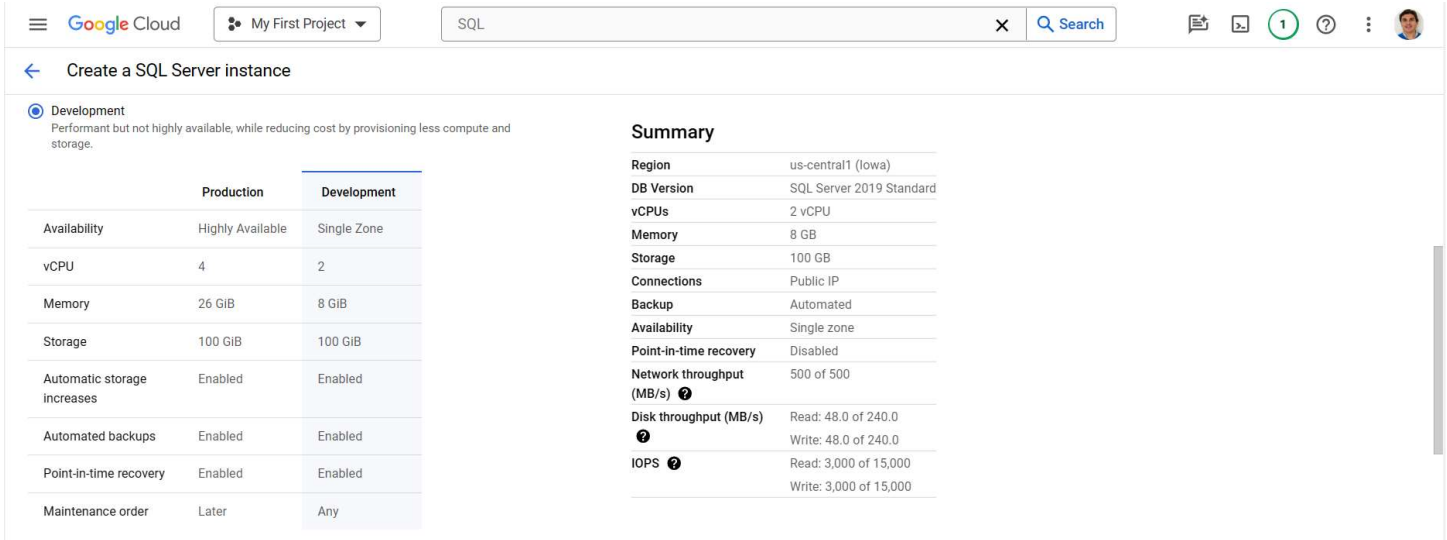 Google Cloud
My First Project
SQL
Search
1
Create a SQL Server instance
Development
Performant but not highly available, while reducing cost by provisioning less compute and
storage.
Production Development
Availability Highly Available Single Zone
vCPU 4 2
Memory 26 GiB 8 GiB
Storage 100 GiB 100 GiB
Automatic storage
increases Enabled Enabled
Automated backups Enabled Enabled
Point-in-time recovery Enabled Enabled
Maintenance order Later Any
Summary
Region us-central1 (Iowa)
DB Version SQL Server 2019 Standard
vCPUs 2 vCPU
Memory 8 GB
Storage 100 GB
Connections Public IP
Backup Automated
Availability Single zone
Point-in-time recovery Disabled
Network throughput
(MB/s) ? 500 of 500
Disk throughput (MB/s) Read: 48.0 of 240.0
? Write: 48.0 of 240.0
IOPS ? Read: 3,000 of 15,000
Write: 3,000 of 15,000